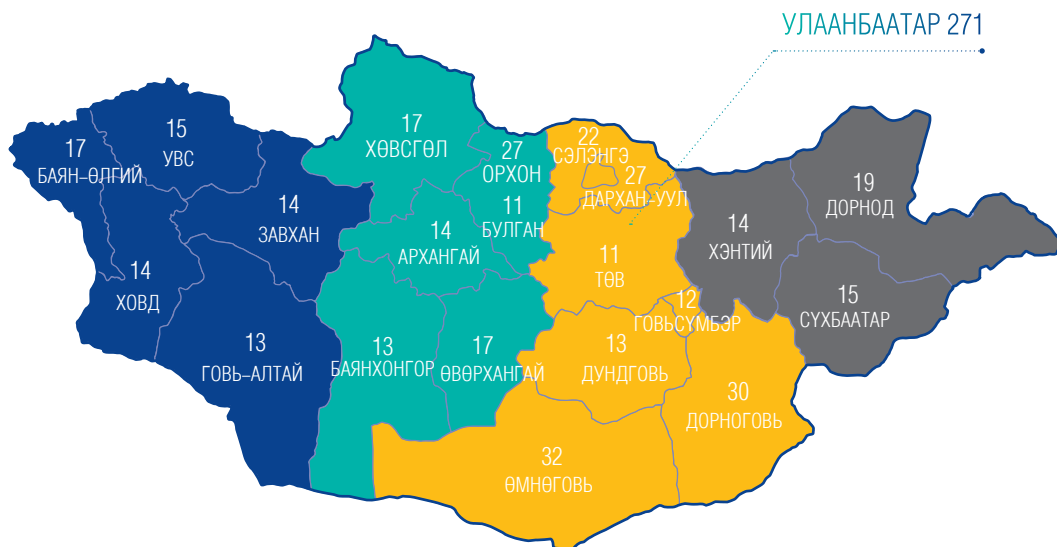 УЛААНБААТАР 271
17
БАЯН-ӨЛГИЙ
15
УВС
14
ЗАВХАН
14
ХОВД
13
ГОВЬ-АЛТАЙ
17
ХӨВСГӨЛ
27
ОРХОН
11
БУЛГАН
14
АРХАНГАЙ
13
БАЯНХОНГОР
17
ӨВӨРХАНГАЙ
22
СЭЛЭНГЭ
27
ДАРХАН-УУЛ
11
ТӨВ
12
ГОВЬСҮМБЭР
13
ДУНДГОВЬ
30
ДОРНОГОВЬ
32
ӨМНӨГОВЬ
14
ХЭНТИЙ
19
ДОРНОД
15
СҮХБААТАР